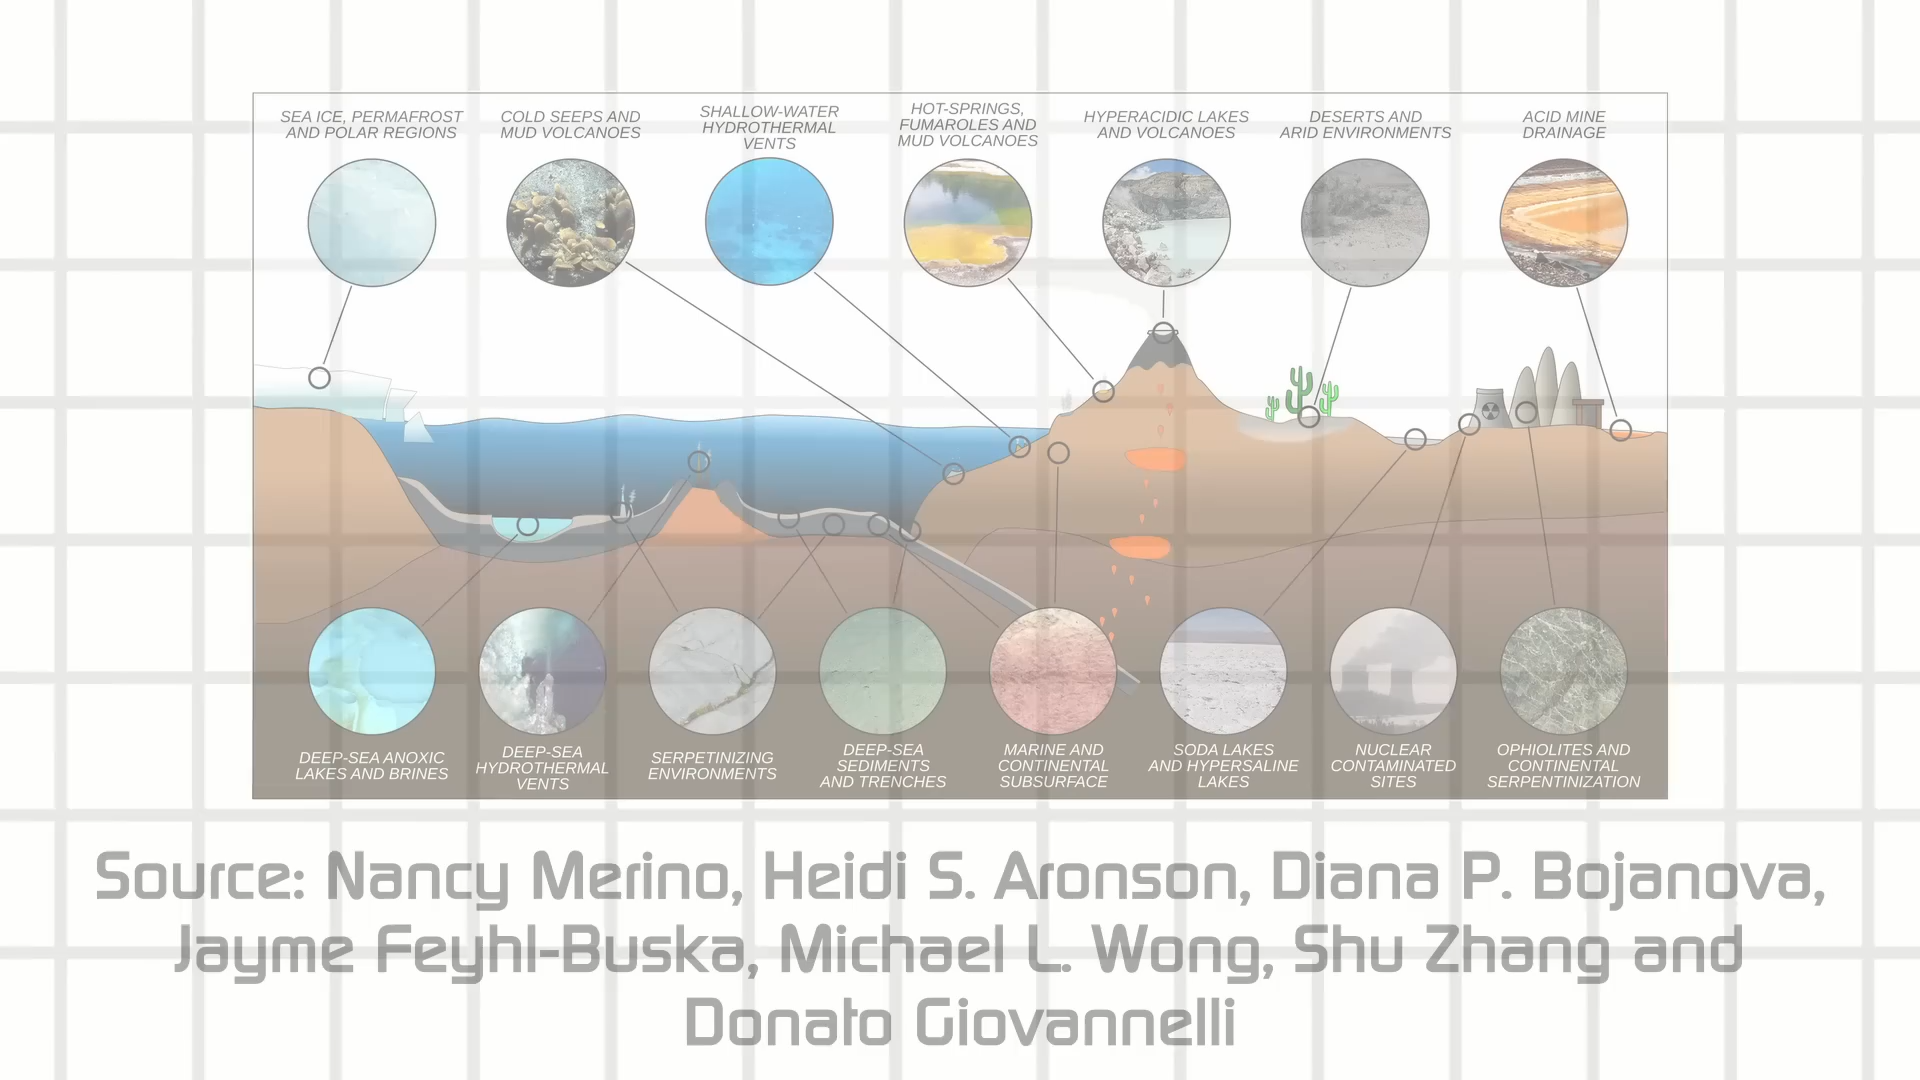 SEA ICE, PERMAFROST
AND POLAR REGIONS
COLD SEEPS AND
MUD VOLCANOES
SHALLOW-WATER
HYDROTHERMAL
VENTS
HOT-SPRINGS,
FUMAROLES AND
MUD VOLCANOES
HYPERACIDIC LAKES
AND VOLCANOES
DESERTS AND
ARID ENVIRONMENTS
ACID MINE
DRAINAGE
DEEP-SEA ANOXIC
LAKES AND BRINES
DEEP-SEA
HYDROTHERMAL
VENTS
SERPETINIZING
ENVIRONMENTS
DEEP-SEA
SEDIMENTS
AND TRENCHES
MARINE AND
CONTINENTAL
SUBSURFACE
SODA LAKES
AND HYPERSALINE
LAKES
NUCLEAR
CONTAMINATED
SITES
OPHIOLITES AND
CONTINENTAL
SERPENTINIZATION
Source: Nancy Merino, Heidi S. Aronson, Diana P. Bojanova,
Jayme Feyhl-Buska, Michael L. Wong, Shu Zhang and
Donato Giovannelli